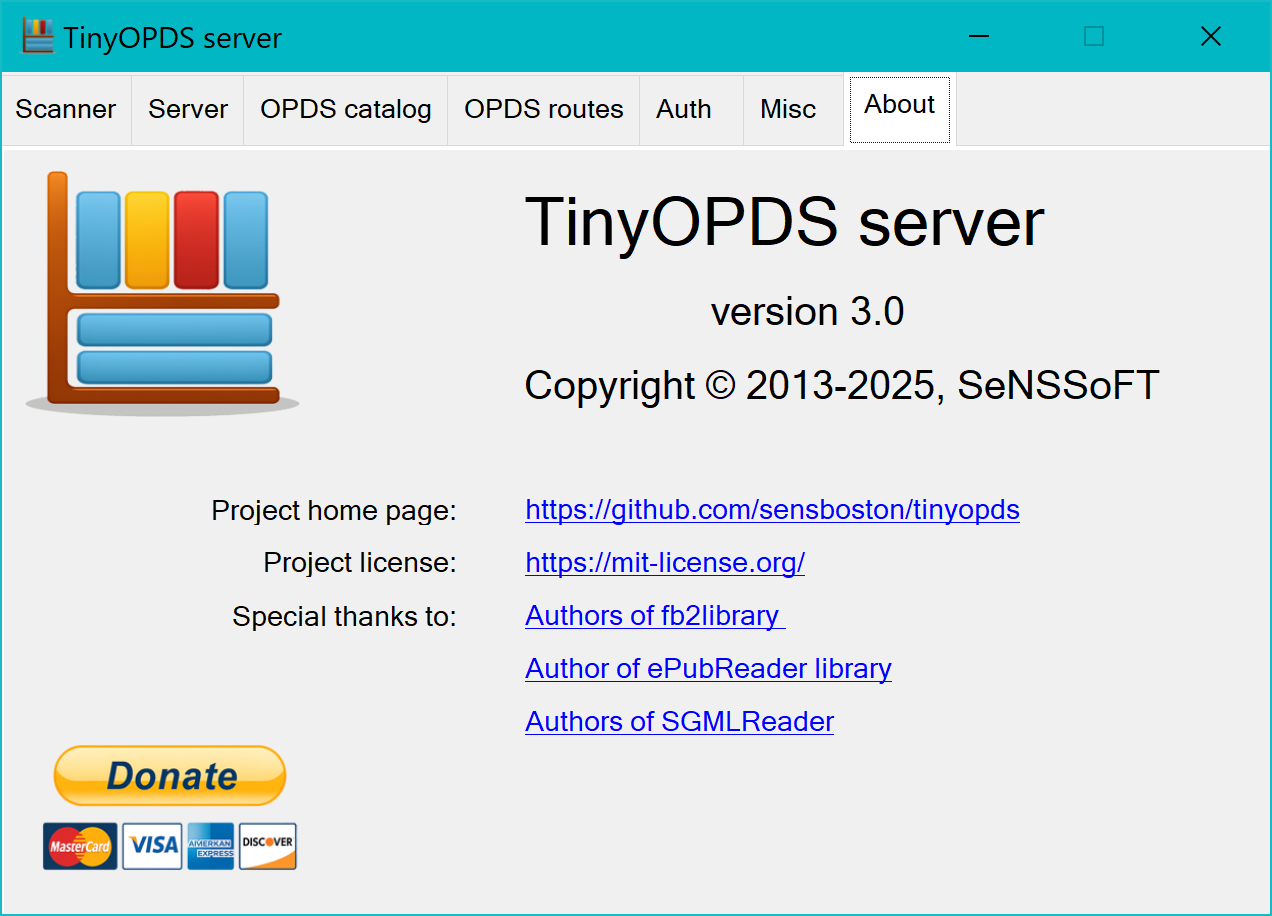 TinyOPDS server
Scanner Server OPDS catalog OPDS routes Auth Misc About
TinyOPDS server
version 3.0
Copyright © 2013-2025, SeNSSoFT
Project home page: https://github.com/sensboston/tinyopds
Project license: https://mit-license.org/
Special thanks to: Authors of fb2library
Author of ePubReader library
Authors of SGMLReader
Donate
MasterCard VISA AMERICAN EXPRESS DISCOVER